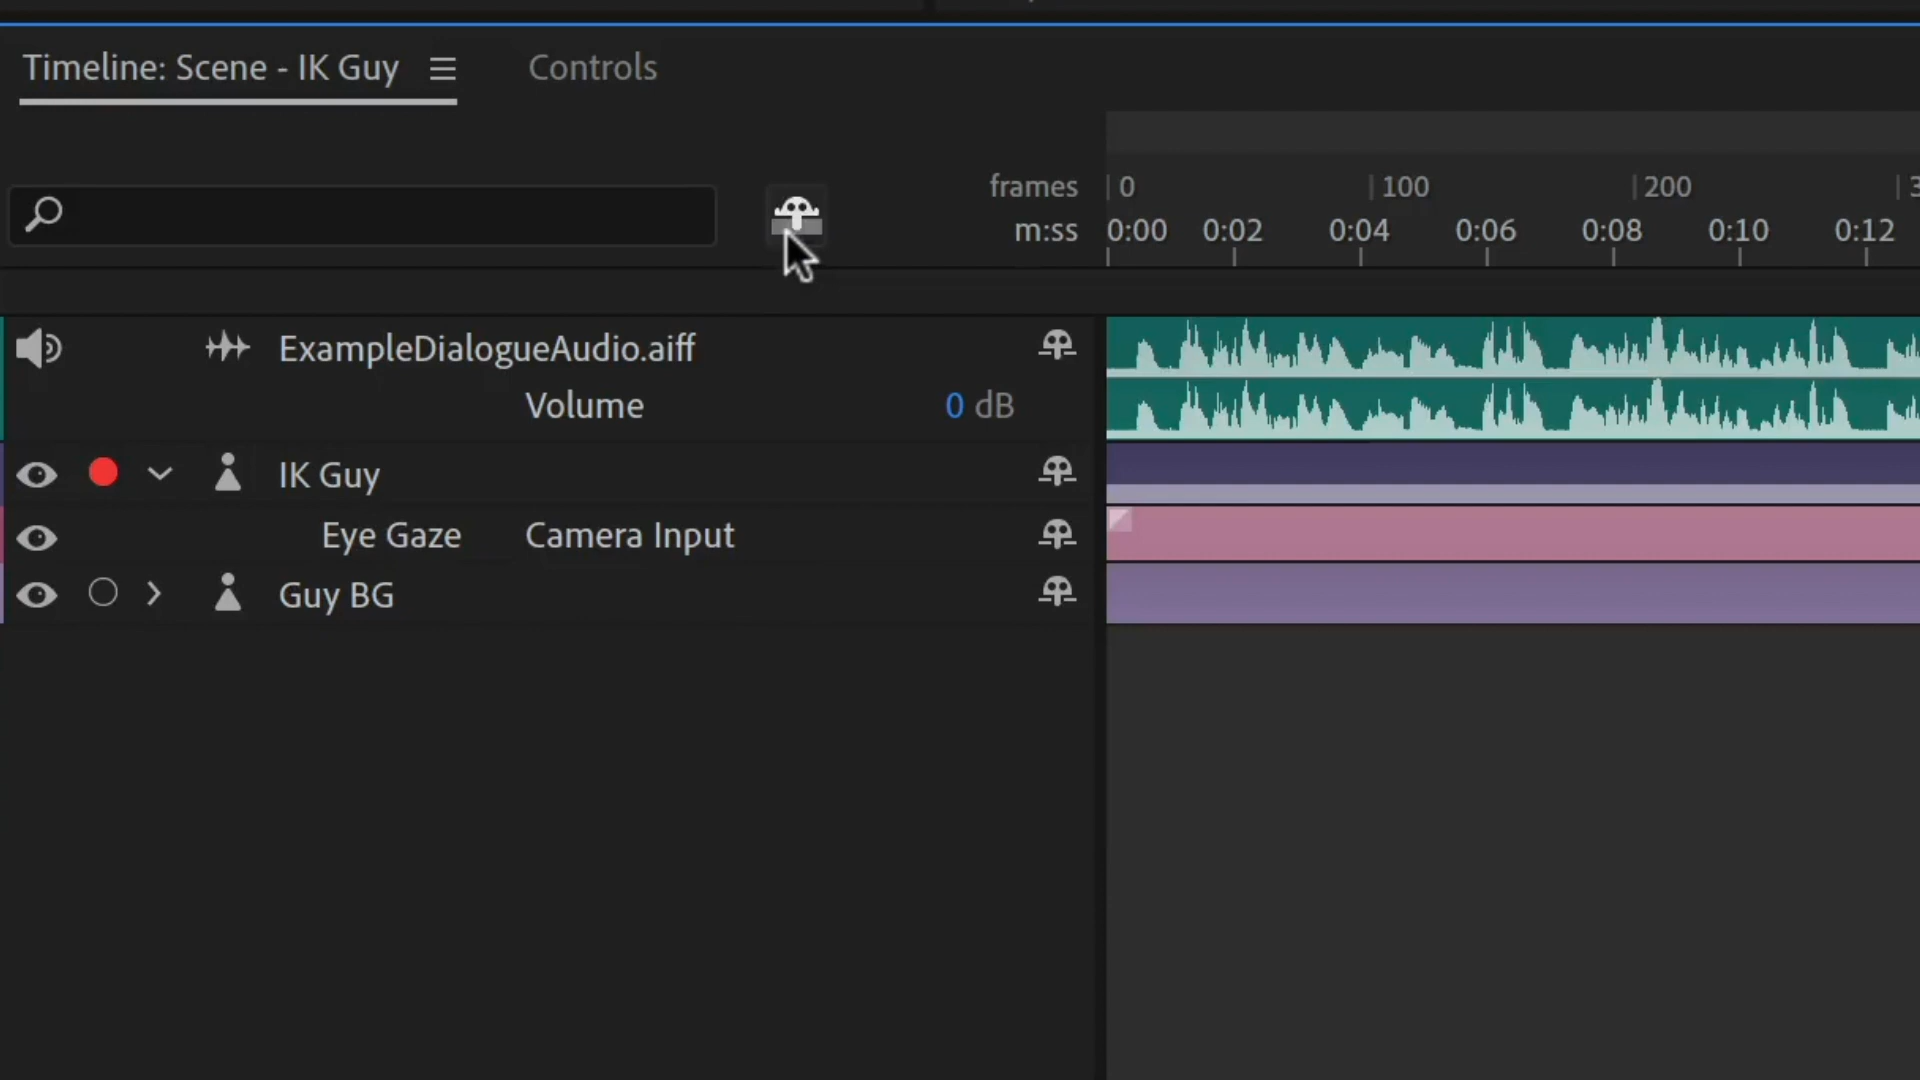 Timeline: Scene - IK Guy Controls
frames 0 100 200
m:ss 0:00 0:02 0:04 0:06 0:08 0:10 0:12
ExampleDialogueAudio.aiff
Volume 0 dB
IK Guy
Eye Gaze Camera Input
Guy BG